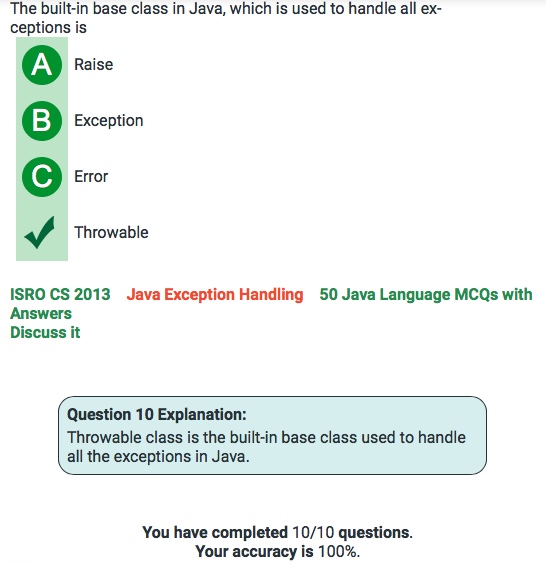 The built-in base class in Java, which is used to handle all ex-
ceptions is
A Raise
B Exception
C Error
Throwable
ISRO CS 2013 Java Exception Handling 50 Java Language MCQs with
Answers
Discuss it
Question 10 Explanation:
Throwable class is the built-in base class used to handle
all the exceptions in Java.
You have completed 10/10 questions.
Your accuracy is 100%.